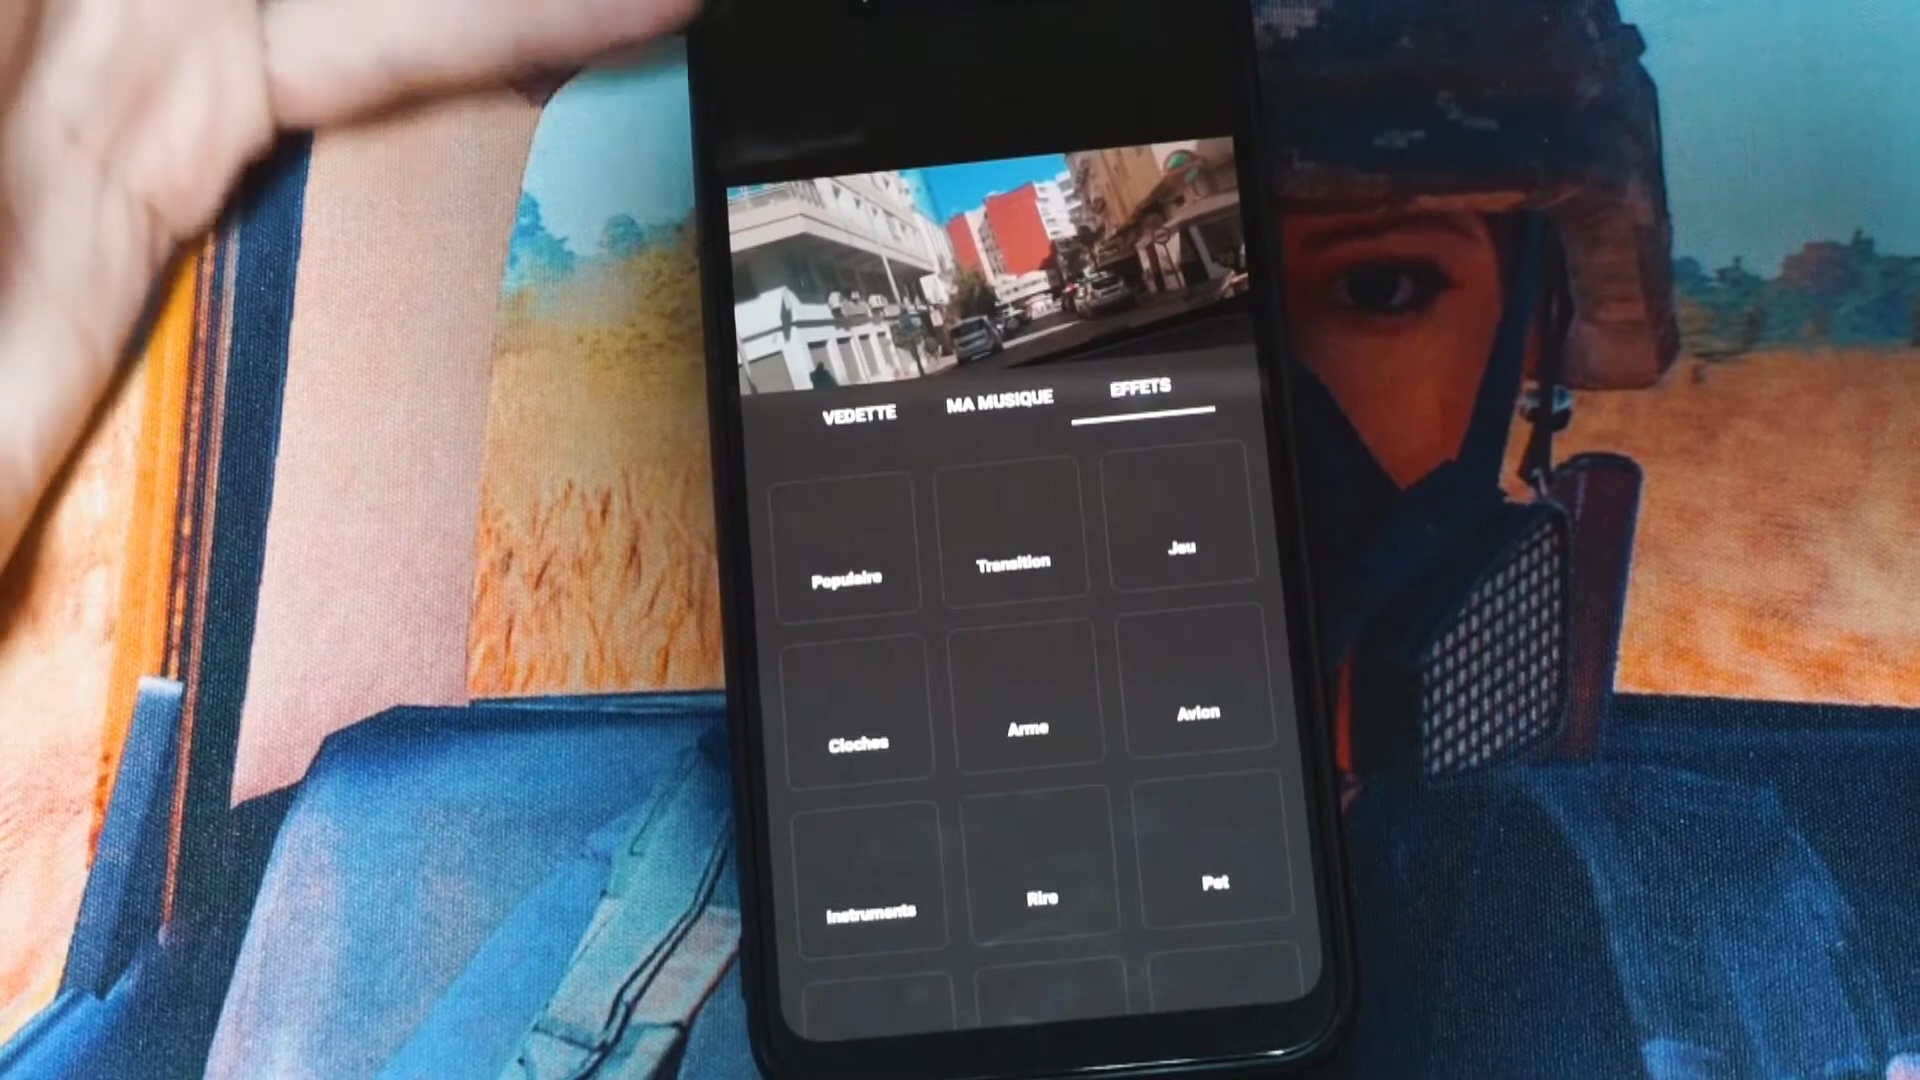 VEDETTE MA MUSIQUE EFFETS
Populaire Transition Jeu
Cloches Arme Avion
Instruments Rire Pet